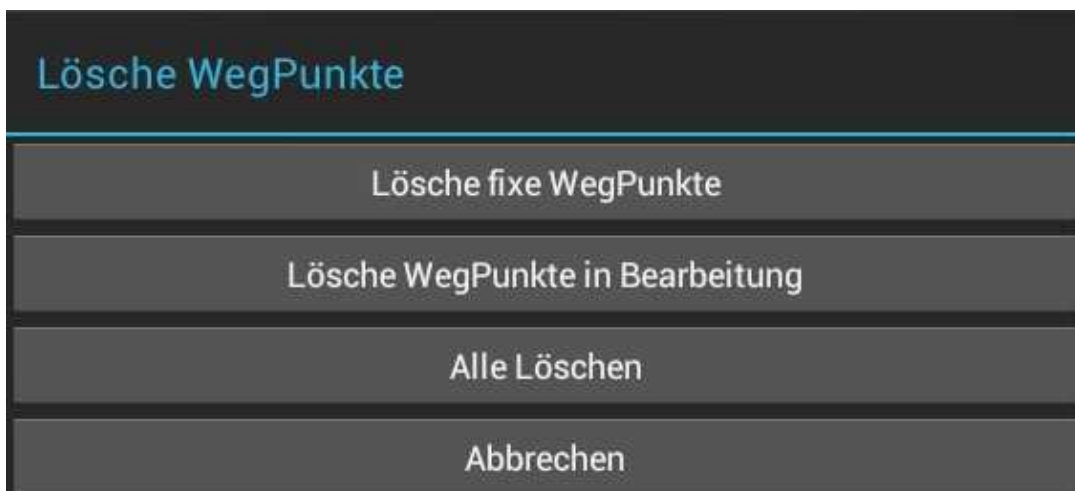 Lösche WegPunkte
Lösche fixe WegPunkte
Lösche WegPunkte in Bearbeitung
Alle Löschen
Abbrechen